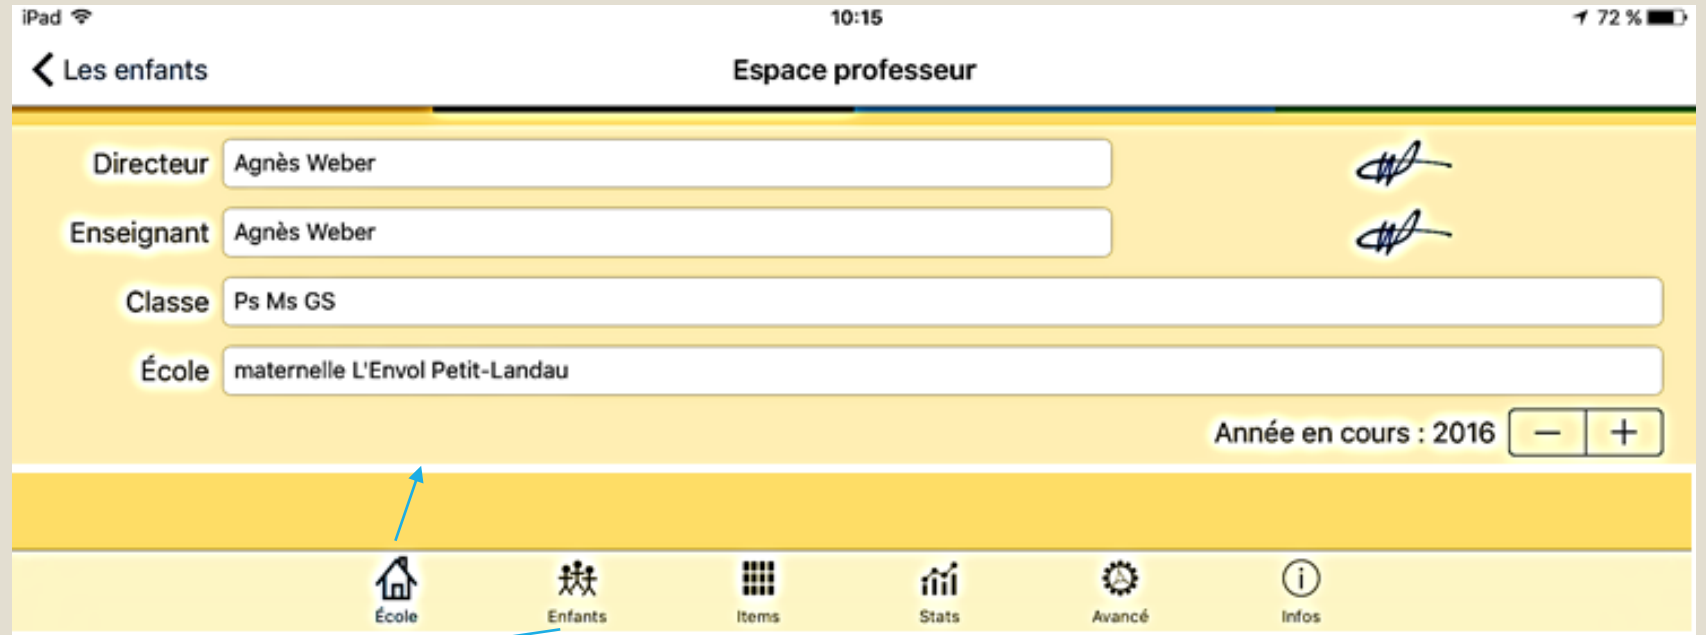 iPad 10:15 72 %
Les enfants Espace professeur
Directeur Agnès Weber
Enseignant Agnès Weber
Classe Ps Ms GS
École maternelle L'Envol Petit-Landau
Année en cours : 2016 − +
École Enfants Items Stats Avancé Infos